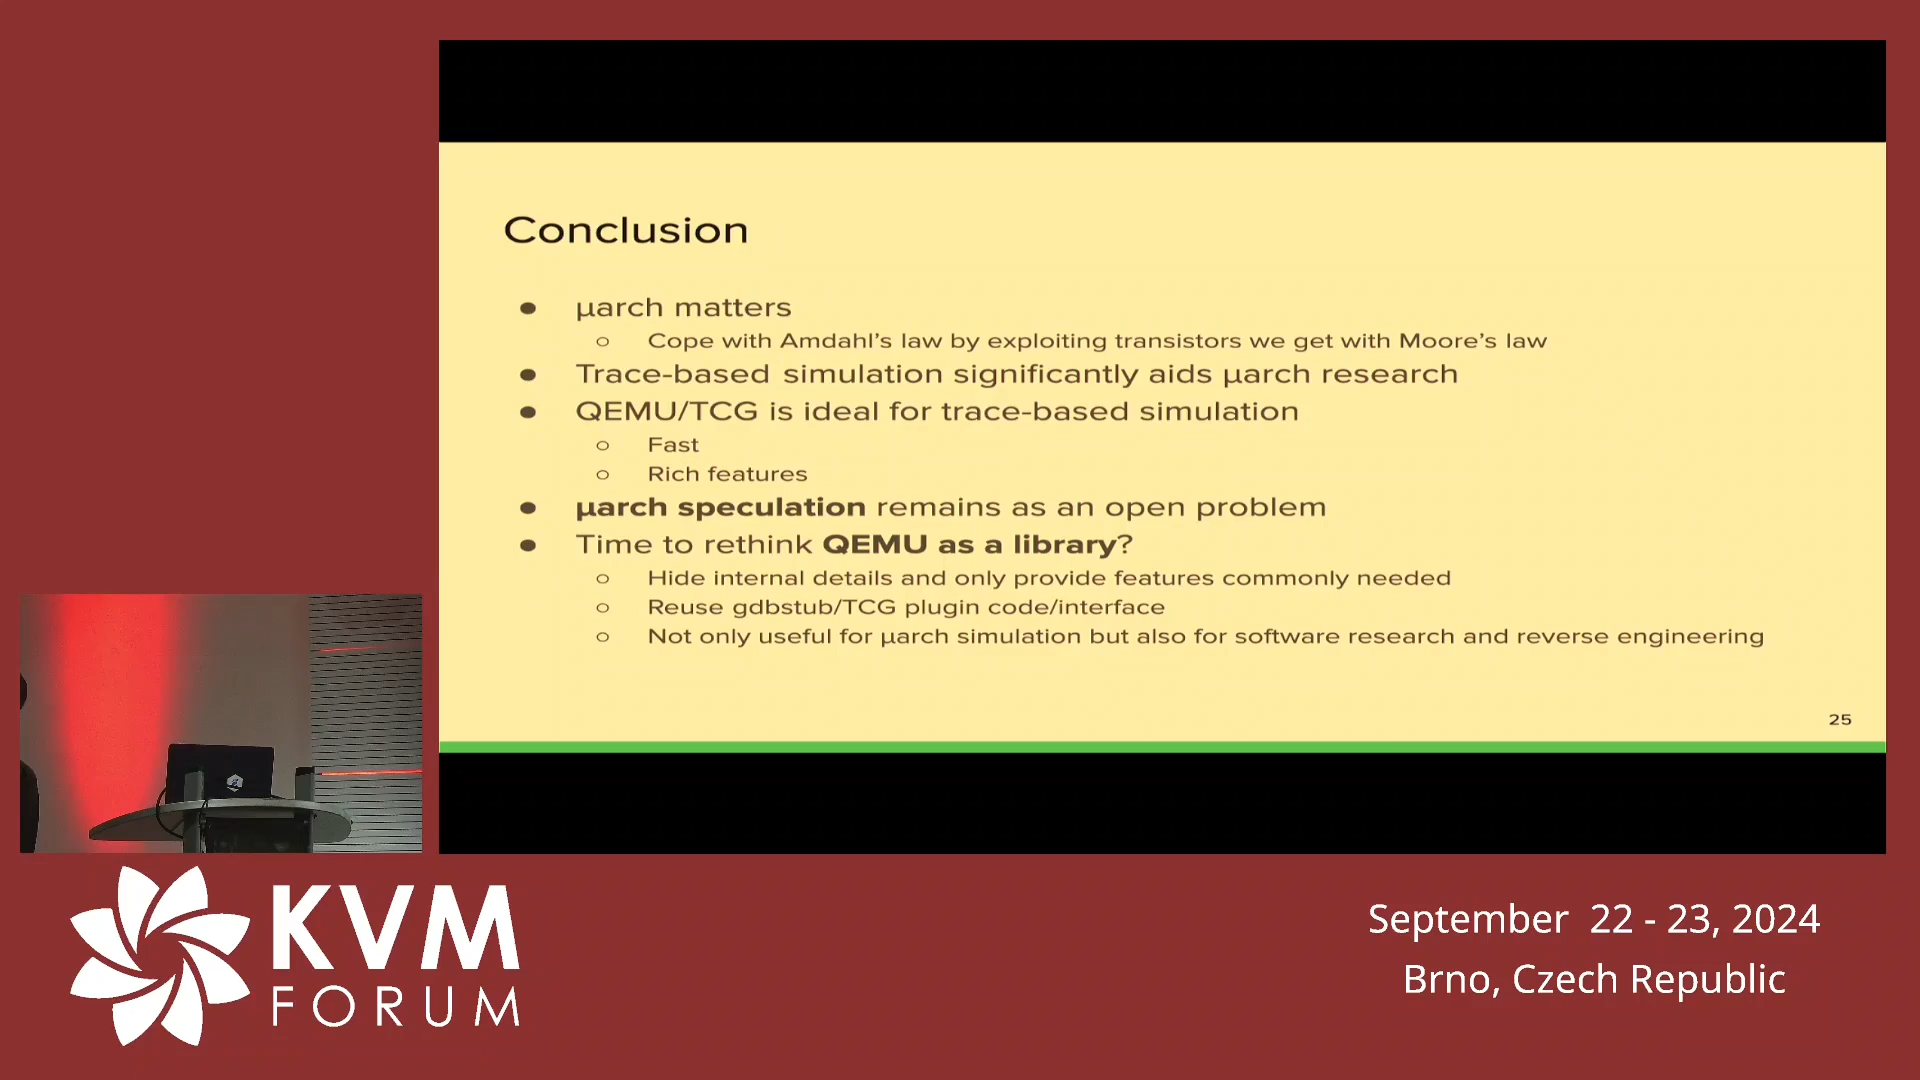 Conclusion
● μarch matters
○ Cope with Amdahl’s law by exploiting transistors we get with Moore’s law
● Trace-based simulation significantly aids μarch research
● QEMU/TCG is ideal for trace-based simulation
○ Fast
○ Rich features
● μarch speculation remains as an open problem
● Time to rethink QEMU as a library?
○ Hide internal details and only provide features commonly needed
○ Reuse gdbstub/TCG plugin code/interface
○ Not only useful for μarch simulation but also for software research and reverse engineering
25
KVM
FORUM
September 22 - 23, 2024
Brno, Czech Republic